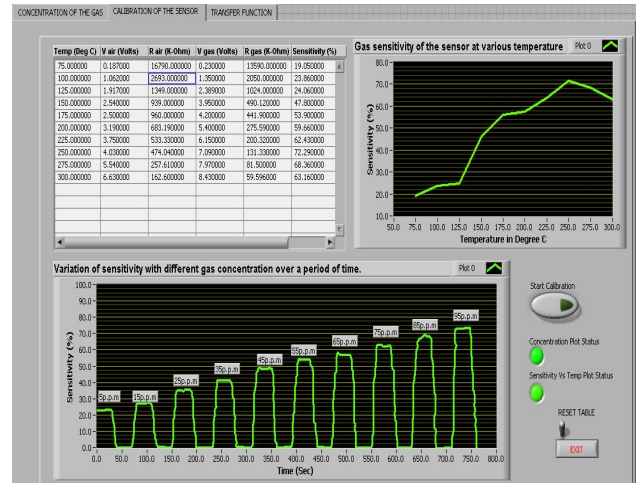 CONCENTRATION OF THE GAS CALIBRATION OF THE SENSOR TRANSFER FUNCTION
Temp (Deg C) V air (Volts) R air (K-Ohm) V gas (Volts) R gas (K-Ohm) Sensitivity (%)
75.000000 0.187000 16790.000000 0.230000 13590.000000 19.050000
100.000000 1.062000 2693.000000 1.350000 2050.000000 23.860000
125.000000 1.917000 1349.000000 2.389000 1024.000000 24.060000
150.000000 2.540000 939.000000 3.950000 490.120000 47.800000
175.000000 2.500000 960.000000 4.200000 441.900000 53.900000
200.000000 3.190000 683.190000 5.400000 275.590000 59.660000
225.000000 3.750000 533.330000 6.150000 200.320000 62.430000
250.000000 4.030000 474.040000 7.090000 131.330000 72.290000
275.000000 5.540000 257.610000 7.970000 81.500000 68.360000
300.000000 6.630000 162.600000 8.430000 59.596000 63.160000
Gas sensitivity of the sensor at various temperature Plot 0
80.0
70.0
60.0
50.0
40.0
30.0
20.0
10.0
Sensitivity (%)
50.0 75.0 100.0 125.0 150.0 175.0 200.0 225.0 250.0 275.0 300.0
Temperature in Degree C
Variation of sensitivity with different gas concentration over a period of time. Plot 0
100.0
90.0
80.0
70.0
60.0
50.0
40.0
30.0
20.0
10.0
0.0
Sensitivity (%)
5p.p.m 15p.p.m 25p.p.m 35p.p.m 45p.p.m 55p.p.m 65p.p.m 75p.p.m 85p.p.m 95p.p.m
0.0 50.0 100.0 150.0 200.0 250.0 300.0 350.0 400.0 450.0 500.0 550.0 600.0 650.0 700.0 750.0 800.0
Time (Sec)
Start Calibration
Concentration Plot Status
Sensitivity Vs Temp Plot Status
RESET TABLE
EXIT